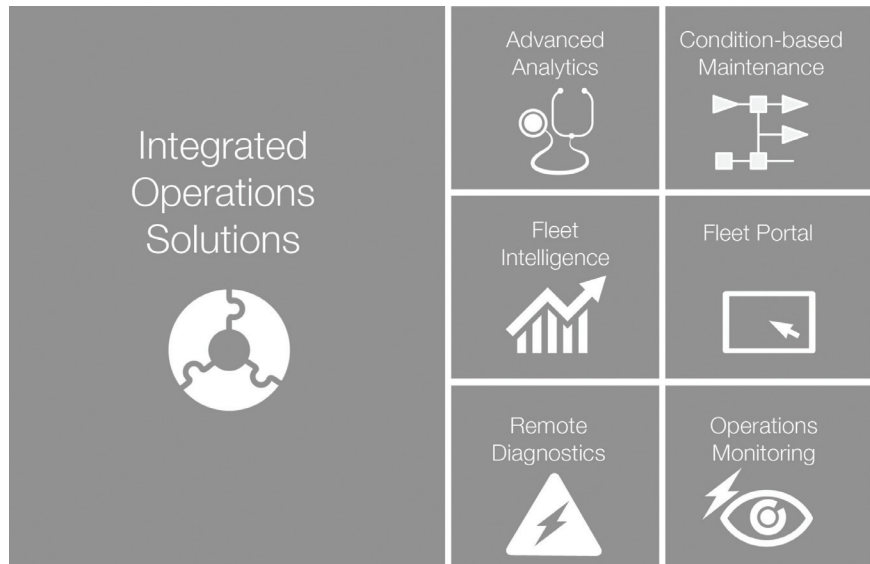 Integrated
Operations
Solutions
Advanced
Analytics
Condition-based
Maintenance
Fleet
Intelligence
Fleet Portal
Remote
Diagnostics
Operations
Monitoring